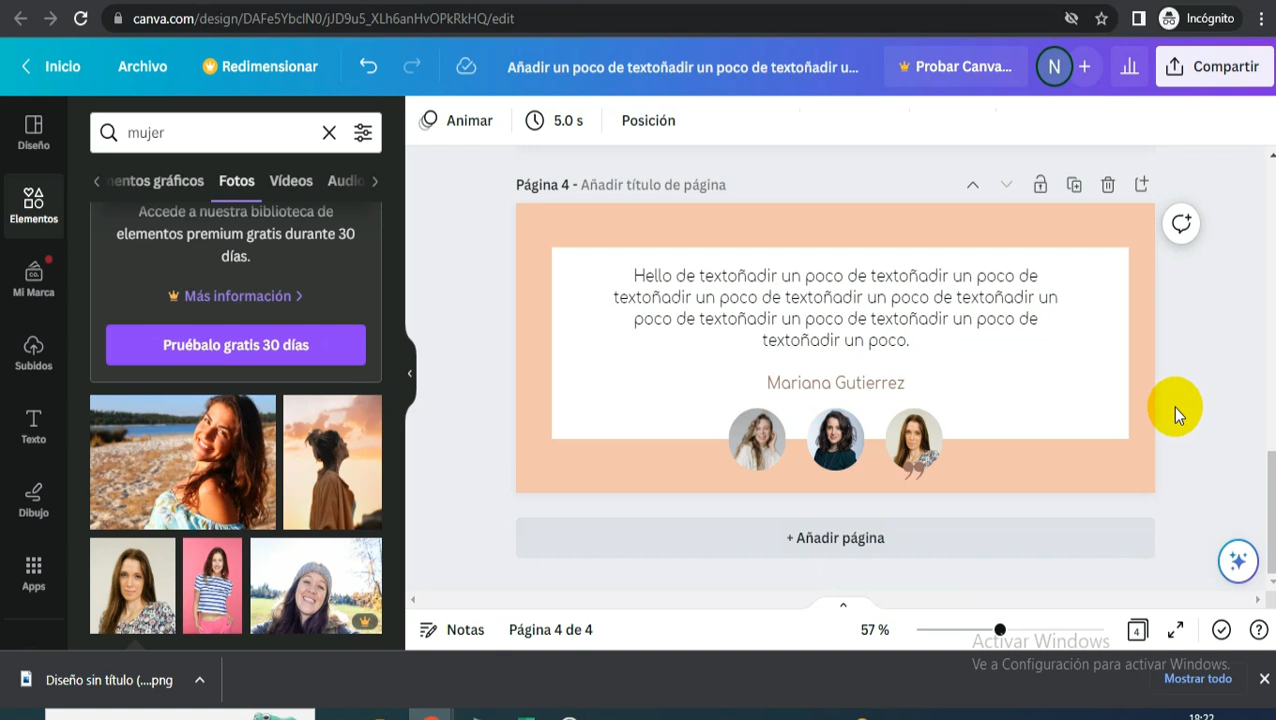 canva.com/design/DAFe5YbcIN0/jJD9u5_XLh6anHvOPkRkHQ/edit
Incógnito
Inicio
Archivo
Redimensionar
Añadir un poco de textoñadir un poco de textoñadir u...
Probar Canva...
N
+
Compartir
Diseño
Elementos
Mi Marca
Subidos
Texto
Dibujo
Apps
mujer
nentos gráficos
Fotos
Vídeos
Audio
Accede a nuestra biblioteca de
elementos premium gratis durante 30
días.
Más información >
Pruébalo gratis 30 días
Animar
5.0 s
Posición
Página 4 - Añadir título de página
Hello de textoñadir un poco de textoñadir un poco de
textoñadir un poco de textoñadir un poco de textoñadir un
poco de textoñadir un poco de textoñadir un poco de
textoñadir un poco.
Mariana Gutierrez
+ Añadir página
Notas
Página 4 de 4
57 %
4
Activar Windows
Ve a Configuración para activar Windows.
Diseño sin título (....png
Mostrar todo
18:22